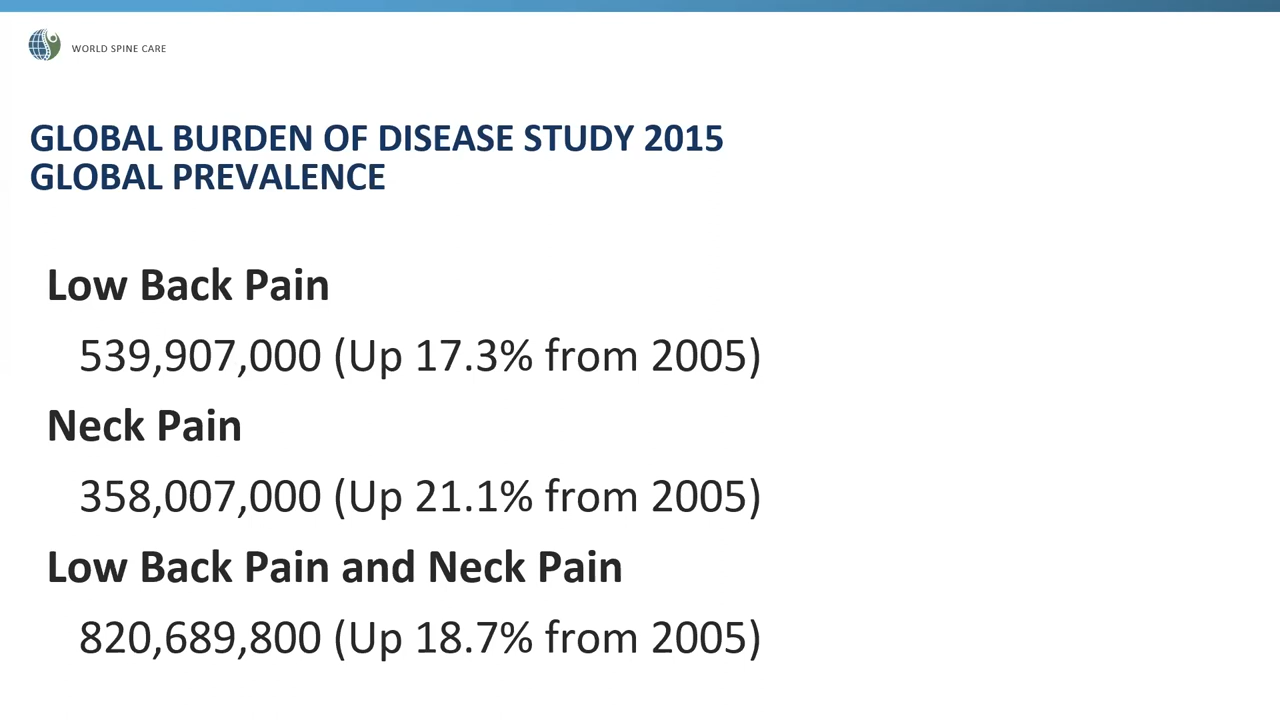 WORLD SPINE CARE
GLOBAL BURDEN OF DISEASE STUDY 2015
GLOBAL PREVALENCE
Low Back Pain
539,907,000 (Up 17.3% from 2005)
Neck Pain
358,007,000 (Up 21.1% from 2005)
Low Back Pain and Neck Pain
820,689,800 (Up 18.7% from 2005)